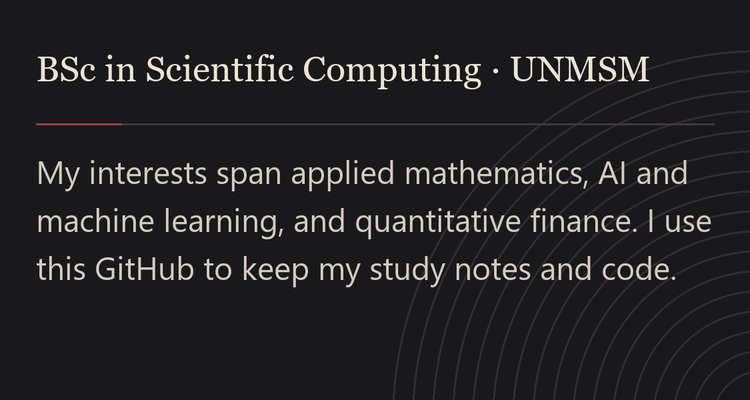 BSc in Scientific Computing · UNMSM
My interests span applied mathematics, AI and
machine learning, and quantitative finance. I use
this GitHub to keep my study notes and code.